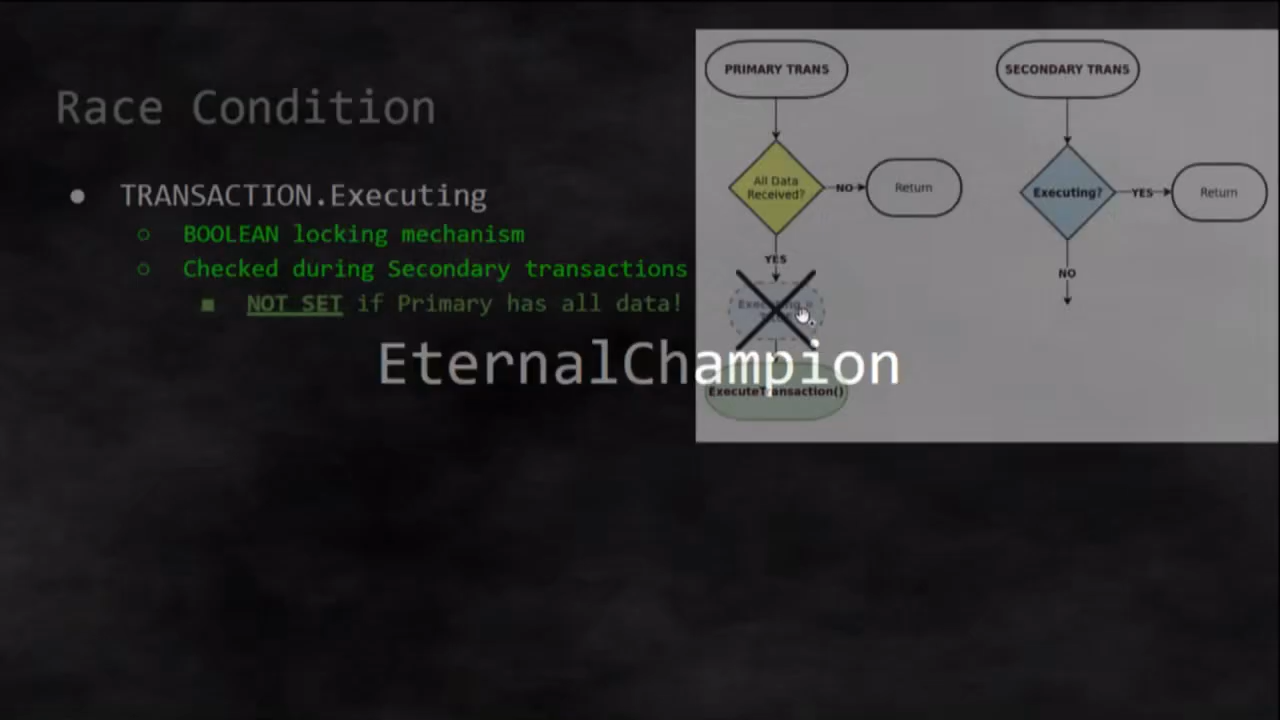 Race Condition
TRANSACTION.Executing
BOOLEAN locking mechanism
Checked during Secondary transactions
NOT SET if Primary has all data!
EternalChampion
PRIMARY TRANS
SECONDARY TRANS
All Data
Received?
NO
Return
Executing?
YES
Return
YES
NO
ExecuteTransaction()